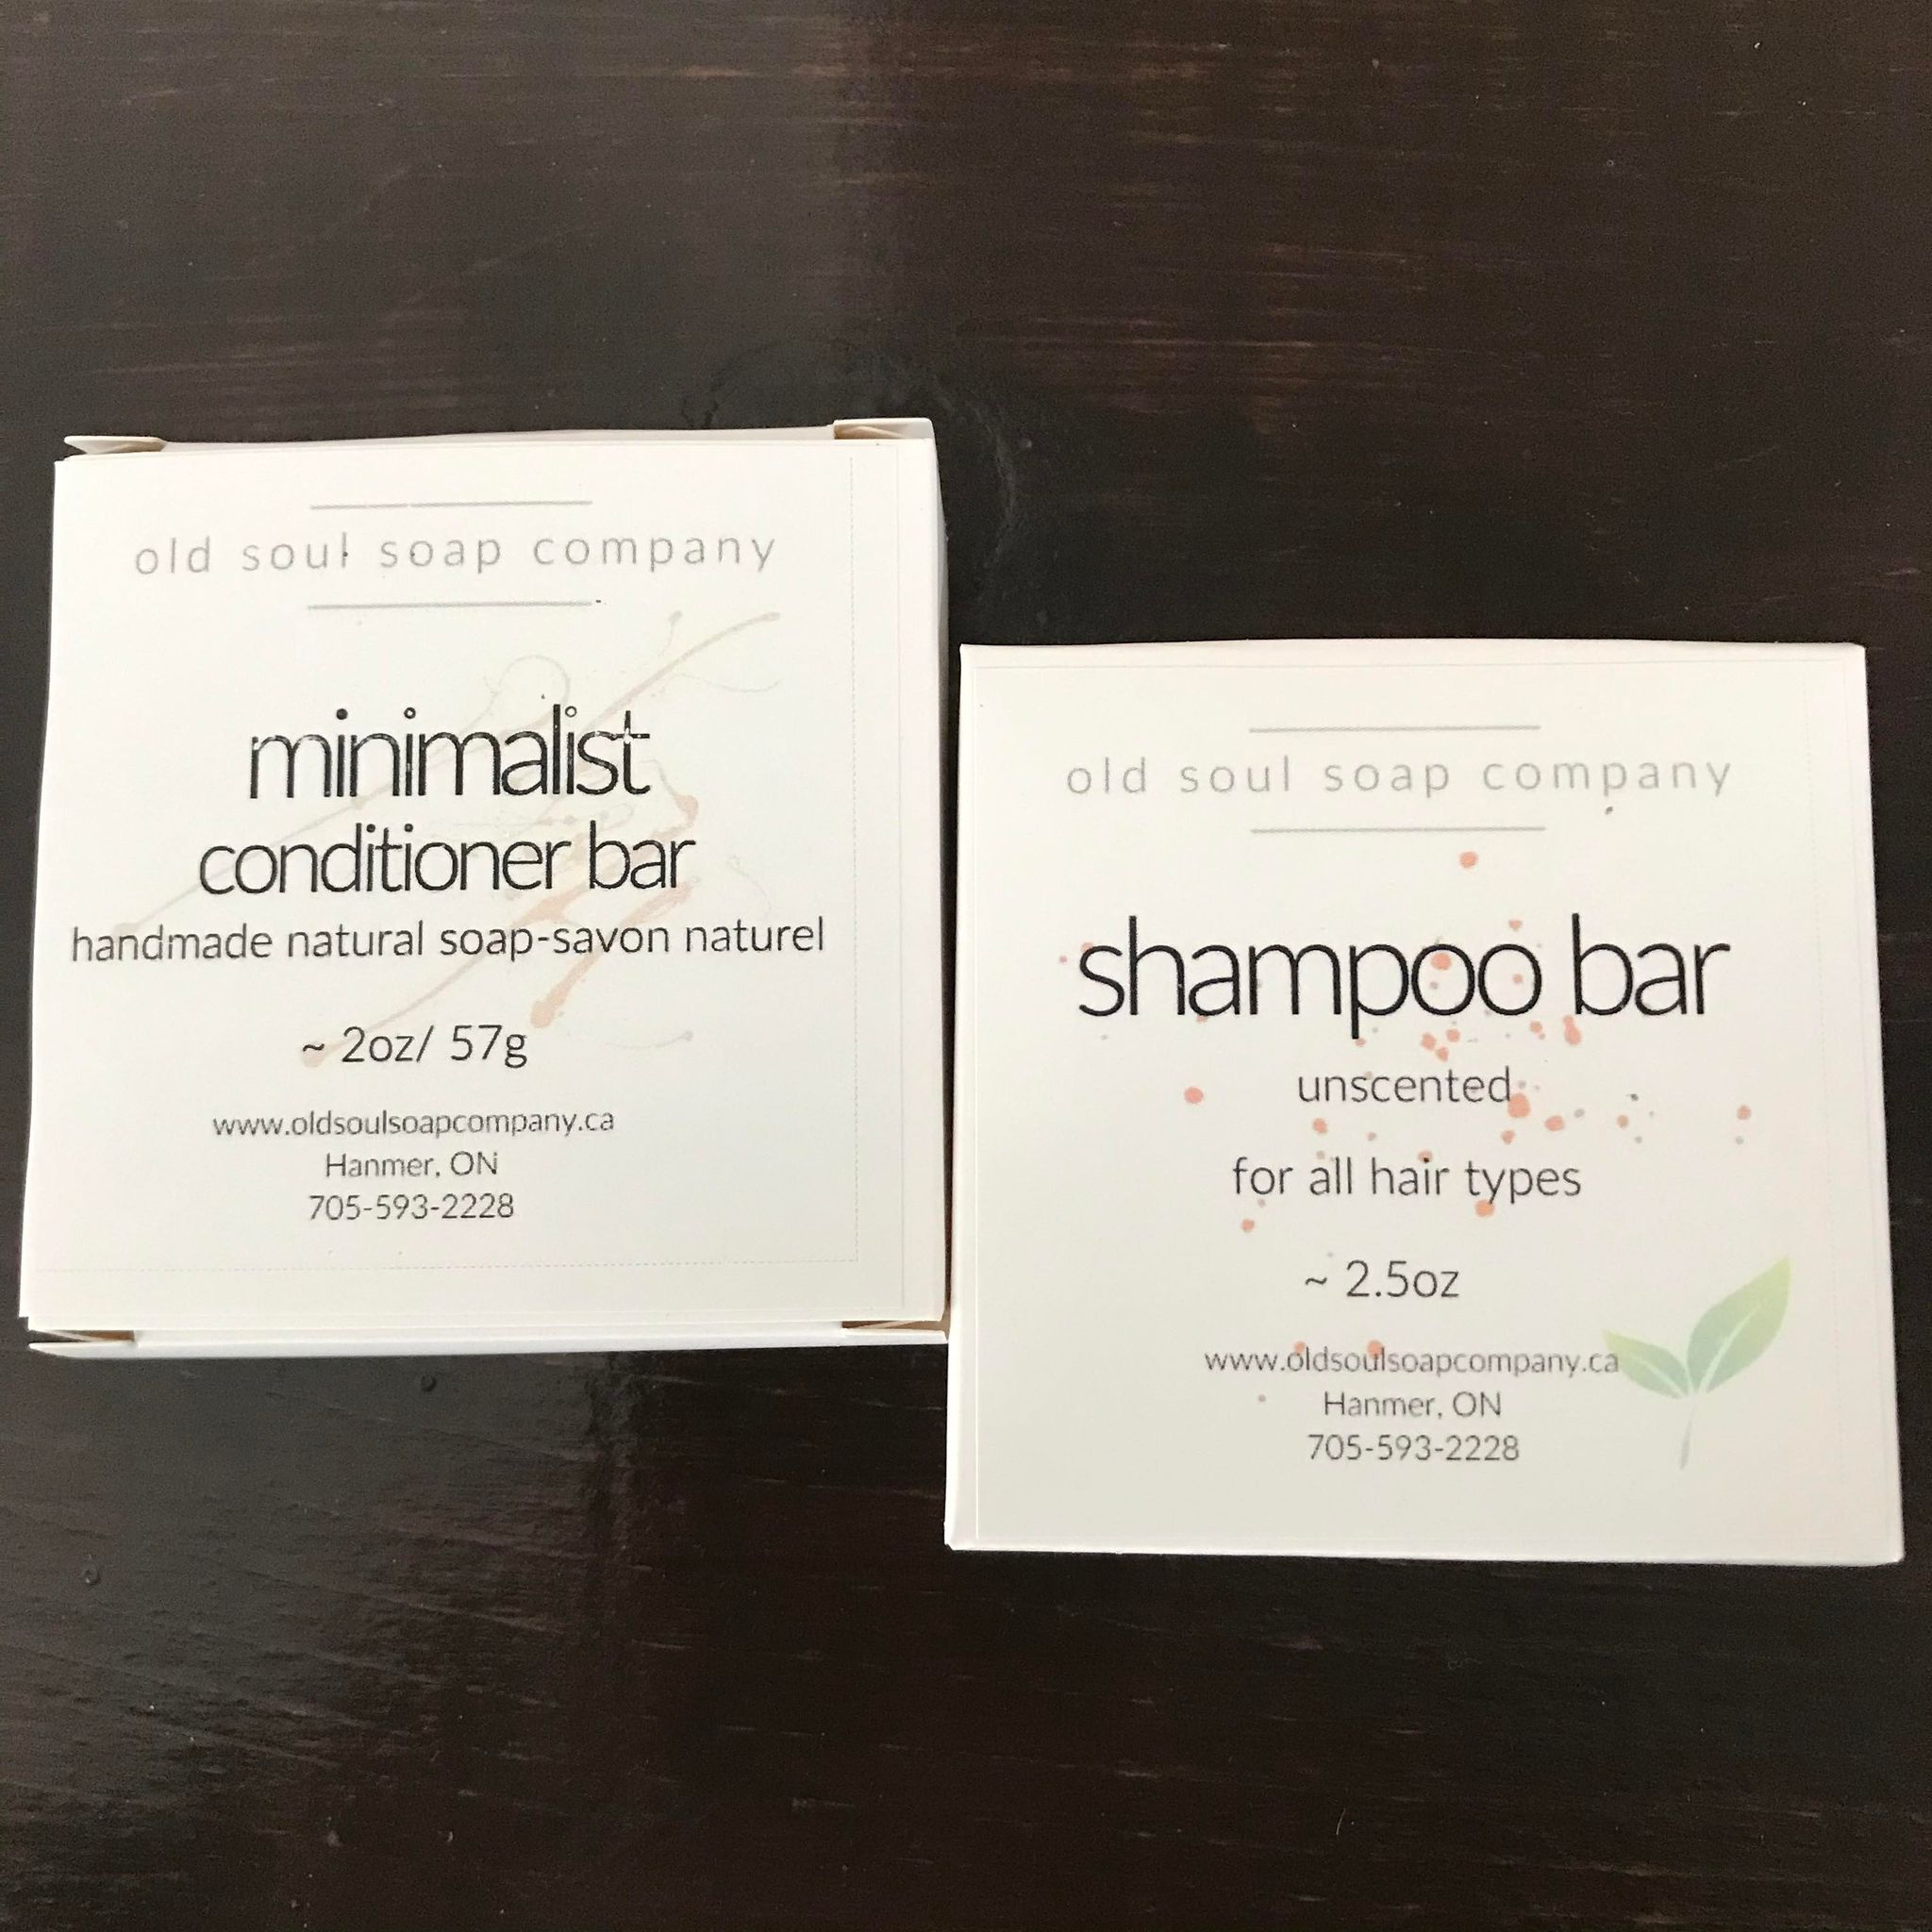 old soul soap company
minimalist
conditioner bar
handmade natural soap-savon naturel
~ 2oz/ 57g
www.oldsoulsoapcompany.ca
Hanmer, ON
705-593-2228
old soul soap company
shampoo bar
unscented
for all hair types
~ 2.5oz
www.oldsoulsoapcompany.ca
Hanmer, ON
705-593-2228